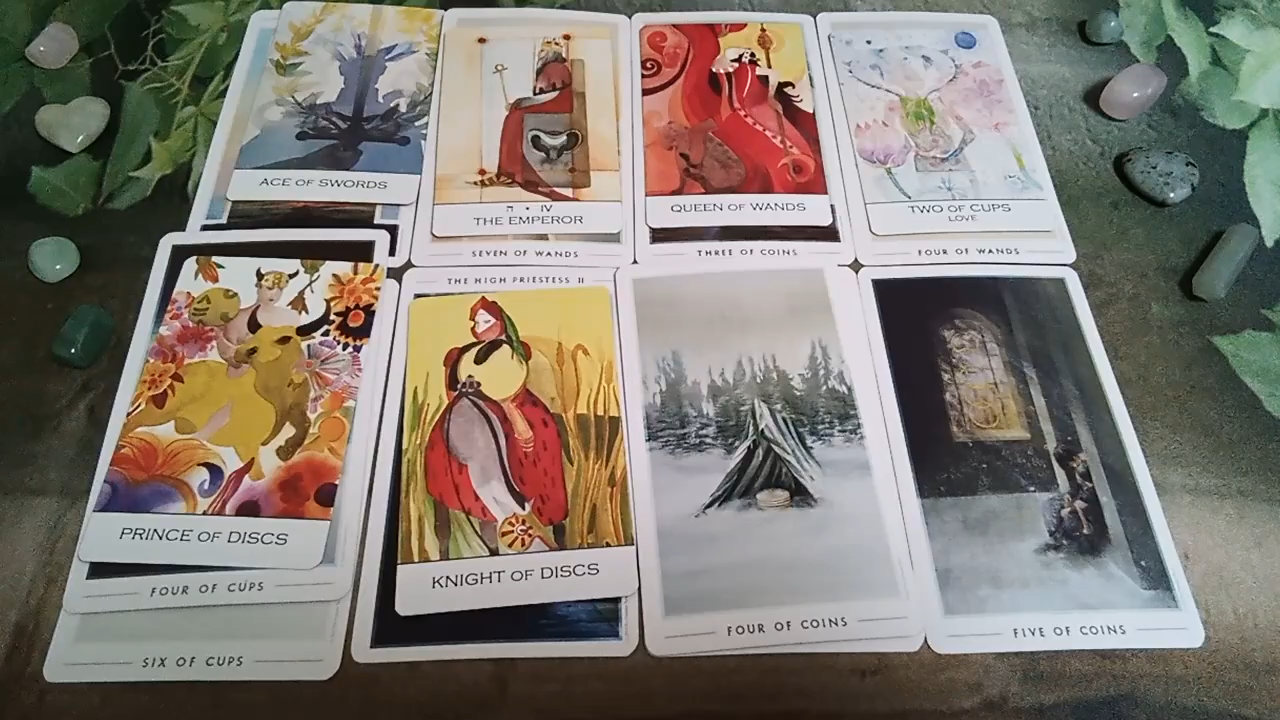 ACE OF SWORDS
ה • IV
THE EMPEROR
SEVEN OF WANDS
QUEEN OF WANDS
THREE OF COINS
TWO OF CUPS
LOVE
FOUR OF WANDS
PRINCE OF DISCS
FOUR OF CUPS
SIX OF CUPS
THE HIGH PRIESTESS II
KNIGHT OF DISCS
FOUR OF COINS
FIVE OF COINS